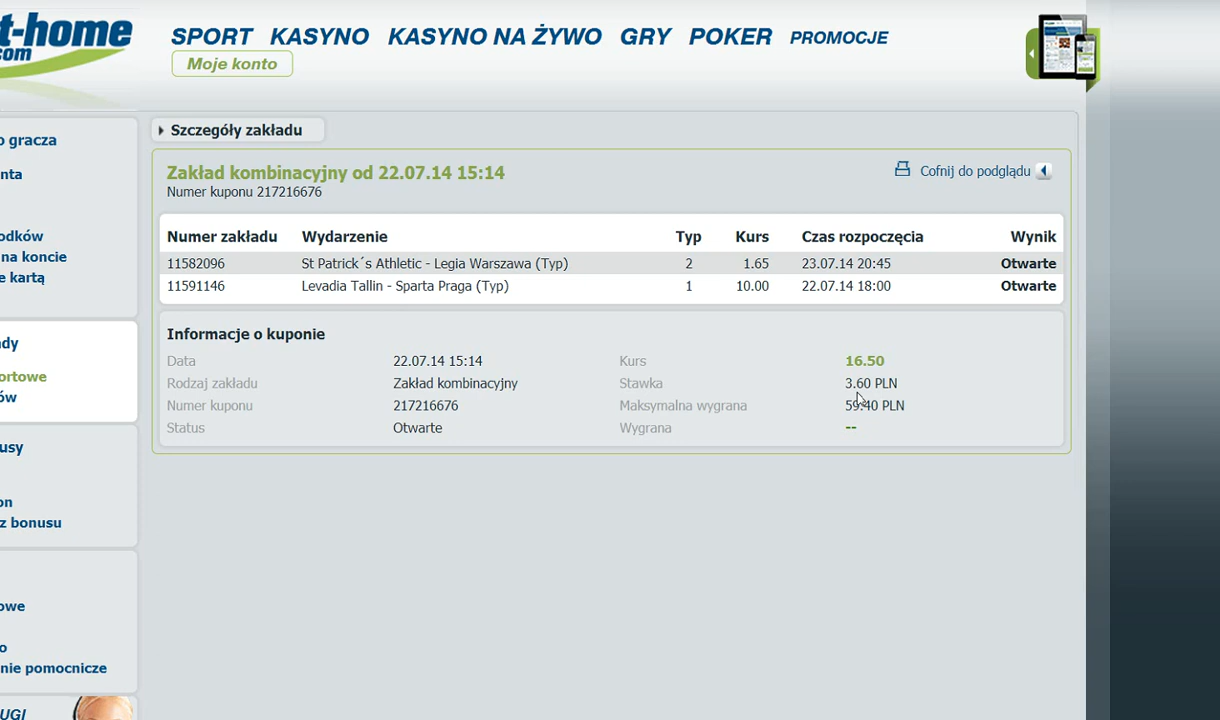 t-home
com
SPORT KASYNO KASYNO NA ŻYWO GRY POKER PROMOCJE
Moje konto
o gracza
nta
odków
na koncie
e kartą
dy
ortowe
ów
usy
on
z bonusu
owe
o
nie pomocnicze
UGI
Szczegóły zakładu
Zakład kombinacyjny od 22.07.14 15:14
Cofnij do podglądu
Numer kuponu 217216676
Numer zakładu Wydarzenie Typ Kurs Czas rozpoczęcia Wynik
11582096 St Patrick´s Athletic - Legia Warszawa (Typ) 2 1.65 23.07.14 20:45 Otwarte
11591146 Levadia Tallin - Sparta Praga (Typ) 1 10.00 22.07.14 18:00 Otwarte
Informacje o kuponie
Data 22.07.14 15:14 Kurs 16.50
Rodzaj zakładu Zakład kombinacyjny Stawka 3.60 PLN
Numer kuponu 217216676 Maksymalna wygrana 59.40 PLN
Status Otwarte Wygrana --